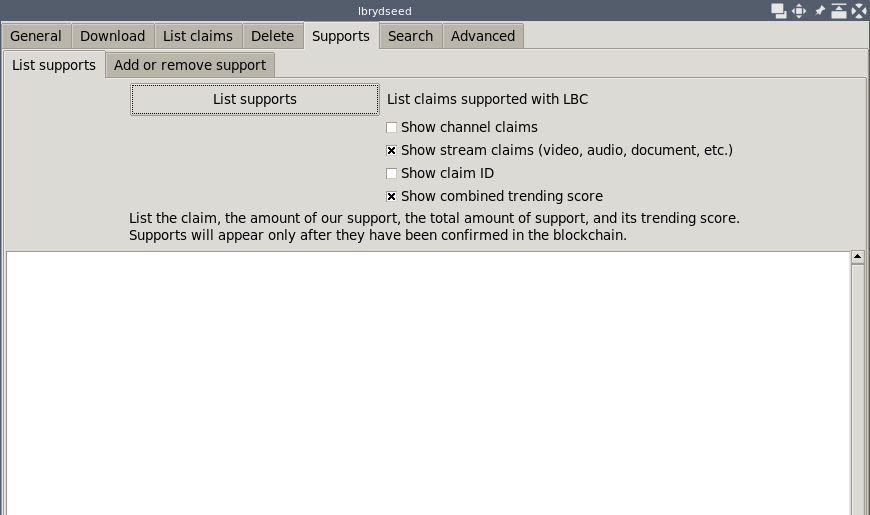 lbrydseed
General Download List claims Delete Supports Search Advanced
List supports Add or remove support
List supports List claims supported with LBC
Show channel claims
Show stream claims (video, audio, document, etc.)
Show claim ID
Show combined trending score
List the claim, the amount of our support, the total amount of support, and its trending score.
Supports will appear only after they have been confirmed in the blockchain.